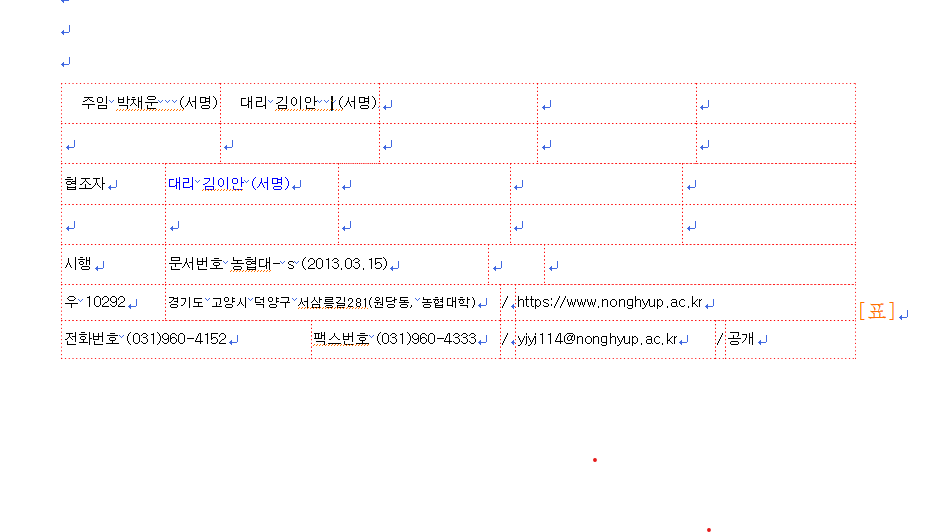 주임 박채운 (서명) 대리 김이안 (서명)
협조자 대리 김이안 (서명)
시행 문서번호 농협대- s (2013.03.15)
우 10292 경기도 고양시 덕양구 서삼릉길281(원당동, 농협대학) / https://www.nonghyup.ac.kr
[표]
전화번호 (031)960-4152 팩스번호 (031)960-4333 / yiyj114@nonghyup.ac.kr / 공개